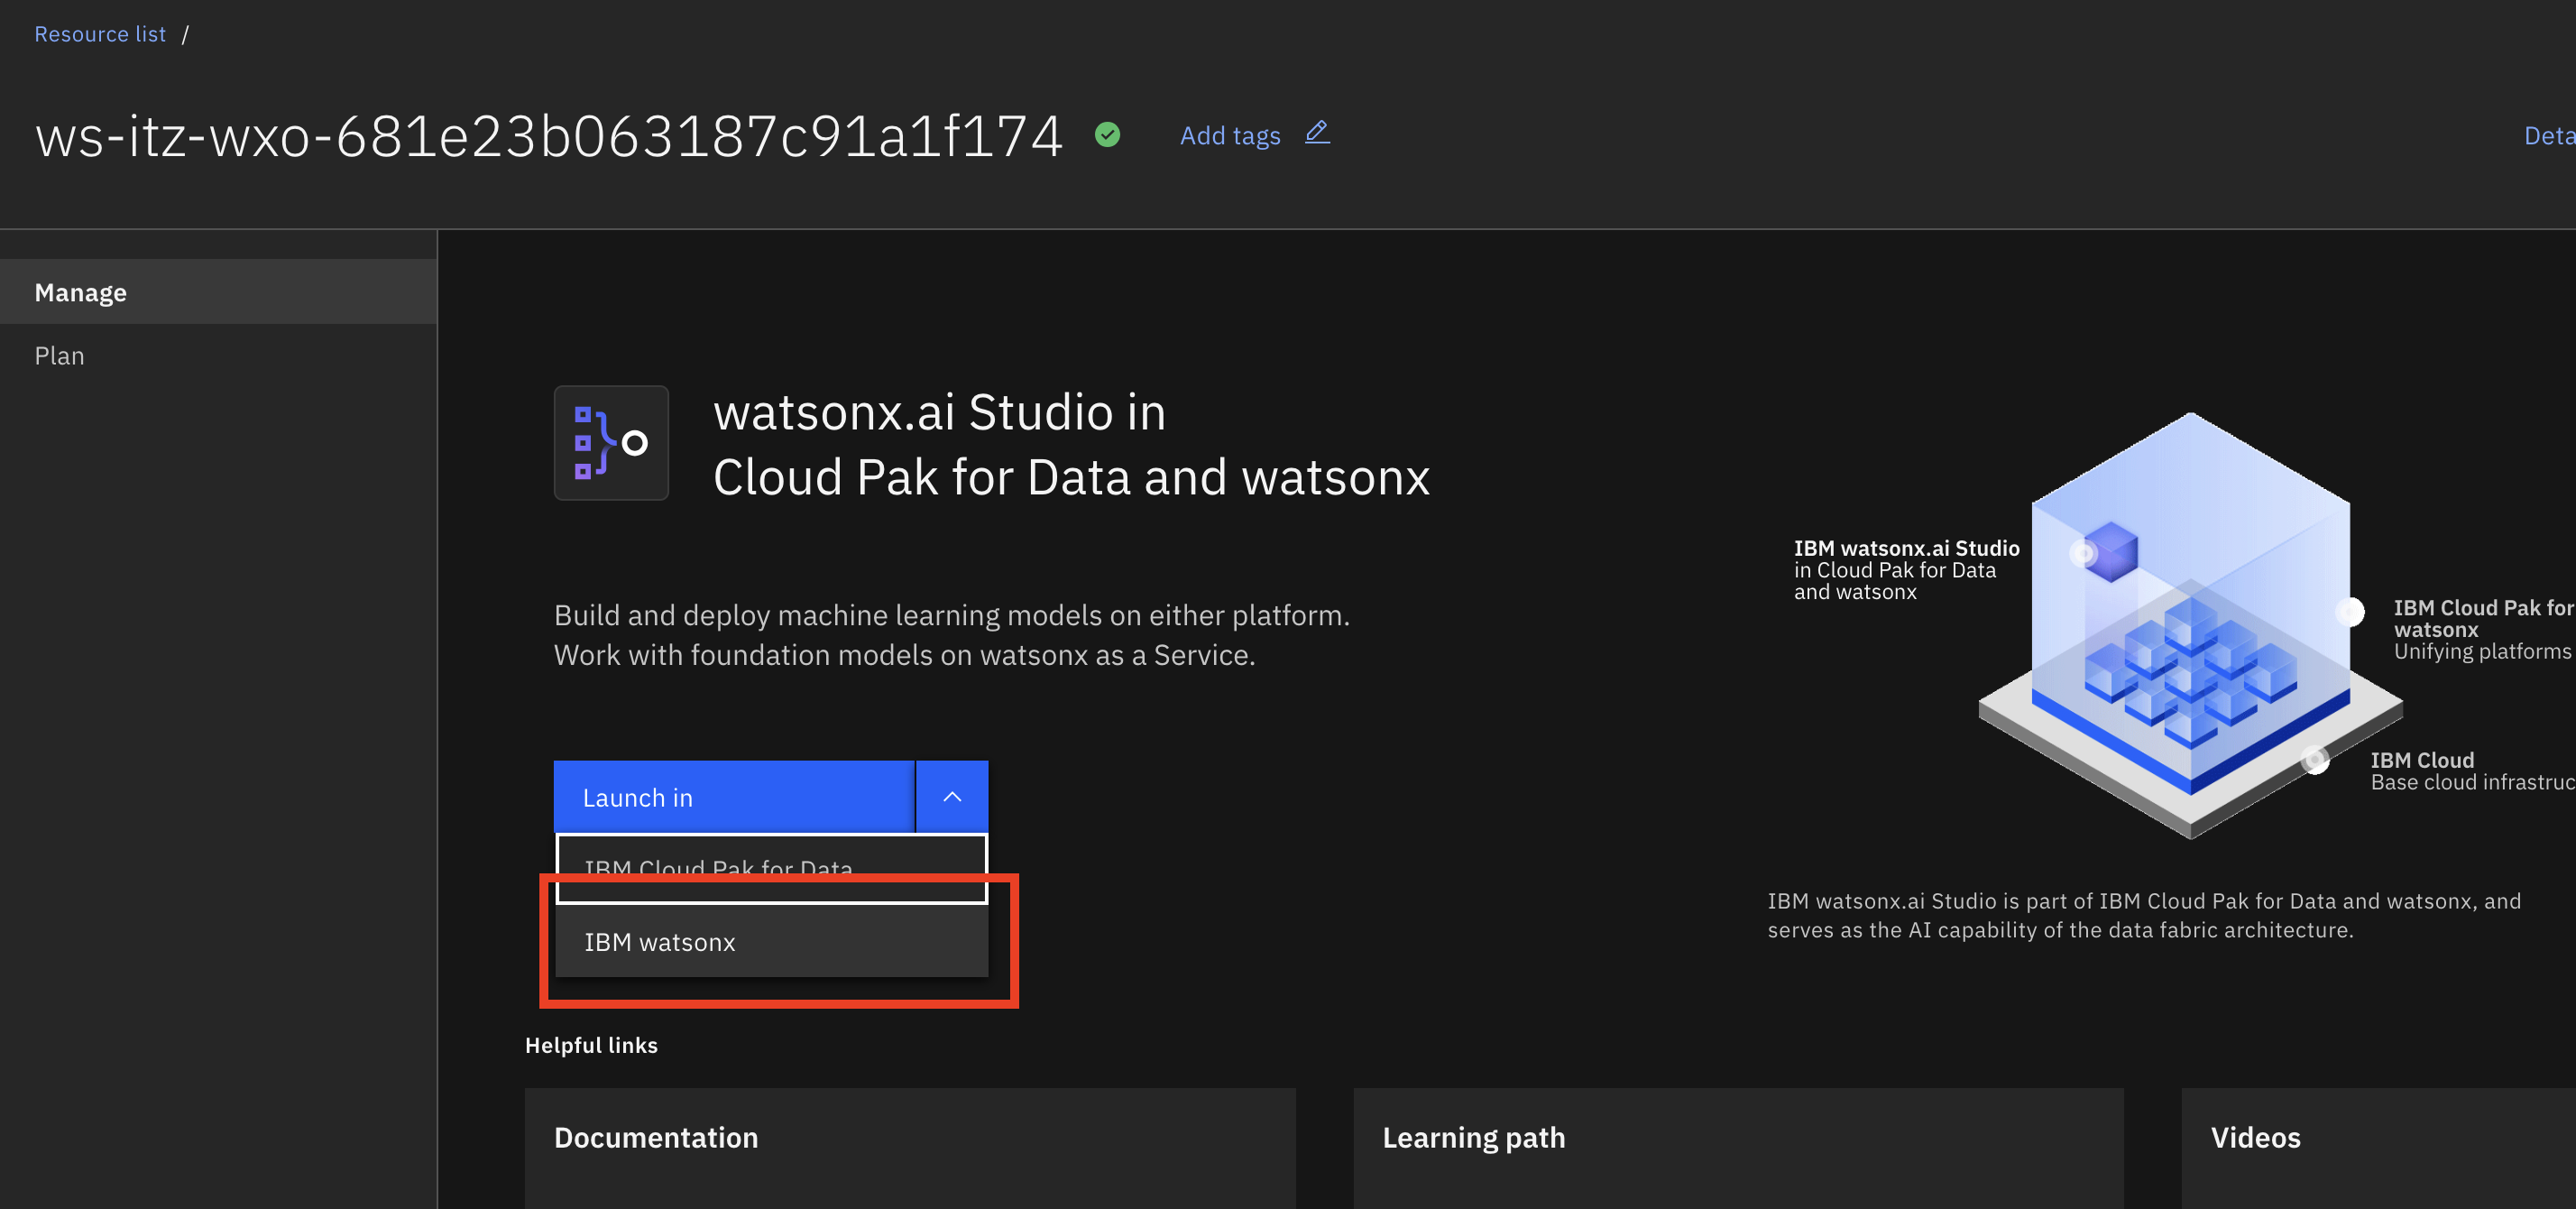 Resource list /
ws-itz-wxo-681e23b063187c91a1f174
Add tags
Manage
Plan
watsonx.ai Studio in
Cloud Pak for Data and watsonx
Build and deploy machine learning models on either platform.
Work with foundation models on watsonx as a Service.
Launch in
IBM Cloud Pak for Data
IBM watsonx
IBM watsonx.ai Studio
in Cloud Pak for Data
and watsonx
IBM Cloud Pak for
watsonx
Unifying platforms
IBM Cloud
Base cloud
IBM watsonx.ai Studio is part of IBM Cloud Pak for Data and watsonx, and
serves as the AI capability of the data fabric architecture.
Helpful links
Documentation
Learning path
Videos